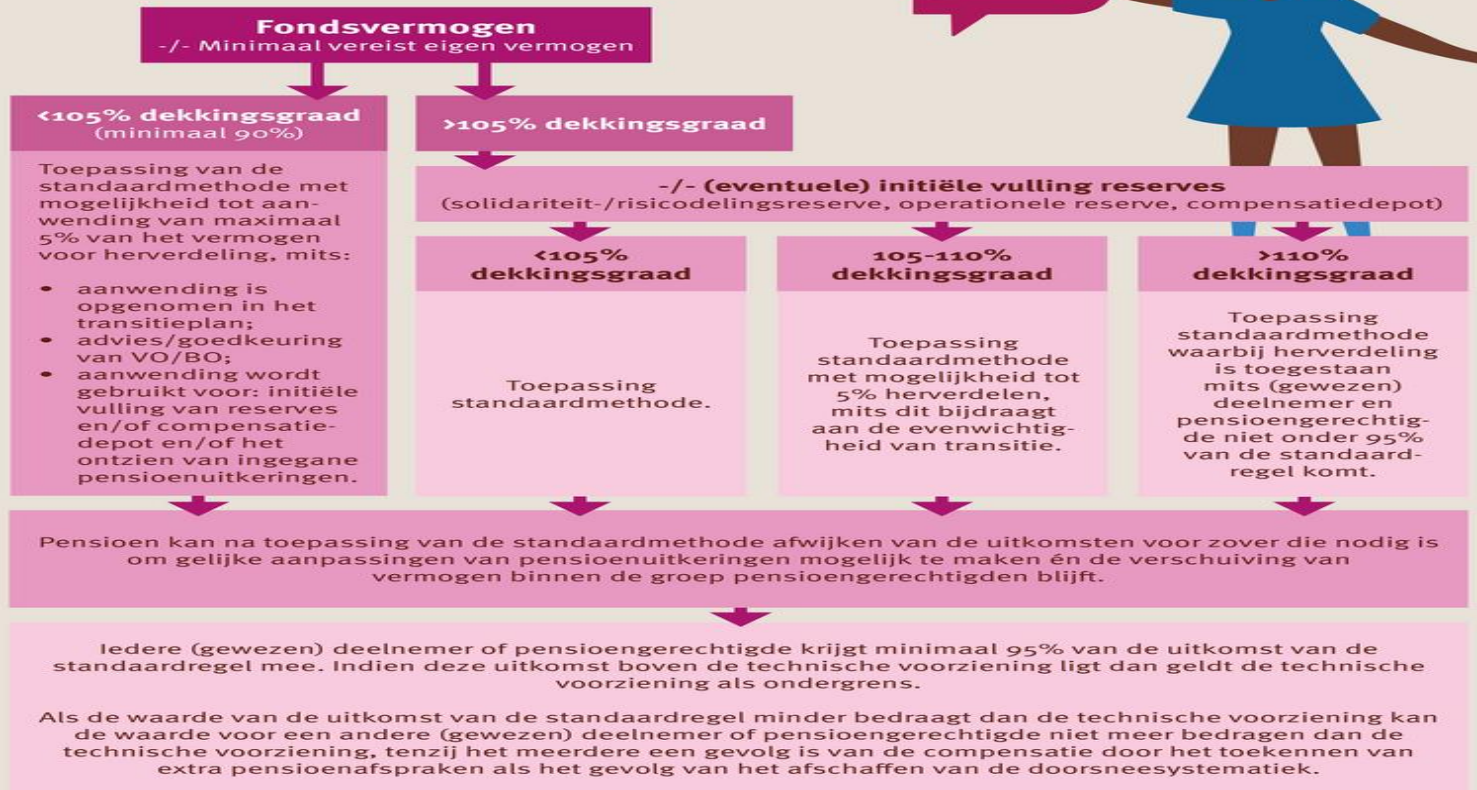 Fondsvermogen
-/- Minimaal vereist eigen vermogen
<105% dekkingsgraad
(minimaal 90%)
Toepassing van de
standaardmethode met
mogelijkheid tot aan-
wending van maximaal
5% van het vermogen
voor herverdeling, mits:
• aanwending is
opgenomen in het
transitieplan;
• advies/goedkeuring
van VO/BO;
• aanwending wordt
gebruikt voor: initiële
vulling van reserves
en/of compensatie-
depot en/of het
ontzien van ingegane
pensioenuitkeringen.
>105% dekkingsgraad
-/- (eventuele) initiële vulling reserves
(solidariteit-/risicodelingsreserve, operationele reserve, compensatiedepot)
<105%
dekkingsgraad
Toepassing
standaardmethode.
105-110%
dekkingsgraad
Toepassing
standaardmethode
met mogelijkheid tot
5% herverdelen,
mits dit bijdraagt
aan de evenwichtig-
heid van transitie.
>110%
dekkingsgraad
Toepassing
standaardmethode
waarbij herverdeling
is toegestaan
mits (gewezen)
deelnemer en
pensioengerechtig-
de niet onder 95%
van de standaard-
regel komt.
Pensioen kan na toepassing van de standaardmethode afwijken van de uitkomsten voor zover die nodig is
om gelijke aanpassingen van pensioenuitkeringen mogelijk te maken én de verschuiving van
vermogen binnen de groep pensioengerechtigden blijft.
Iedere (gewezen) deelnemer of pensioengerechtigde krijgt minimaal 95% van de uitkomst van de
standaardregel mee. Indien deze uitkomst boven de technische voorziening ligt dan geldt de technische
voorziening als ondergrens.
Als de waarde van de uitkomst van de standaardregel minder bedraagt dan de technische voorziening kan
de waarde voor een andere (gewezen) deelnemer of pensioengerechtigde niet meer bedragen dan de
technische voorziening, tenzij het meerdere een gevolg is van de compensatie door het toekennen van
extra pensioenafspraken als het gevolg van het afschaffen van de doorsneesystematiek.